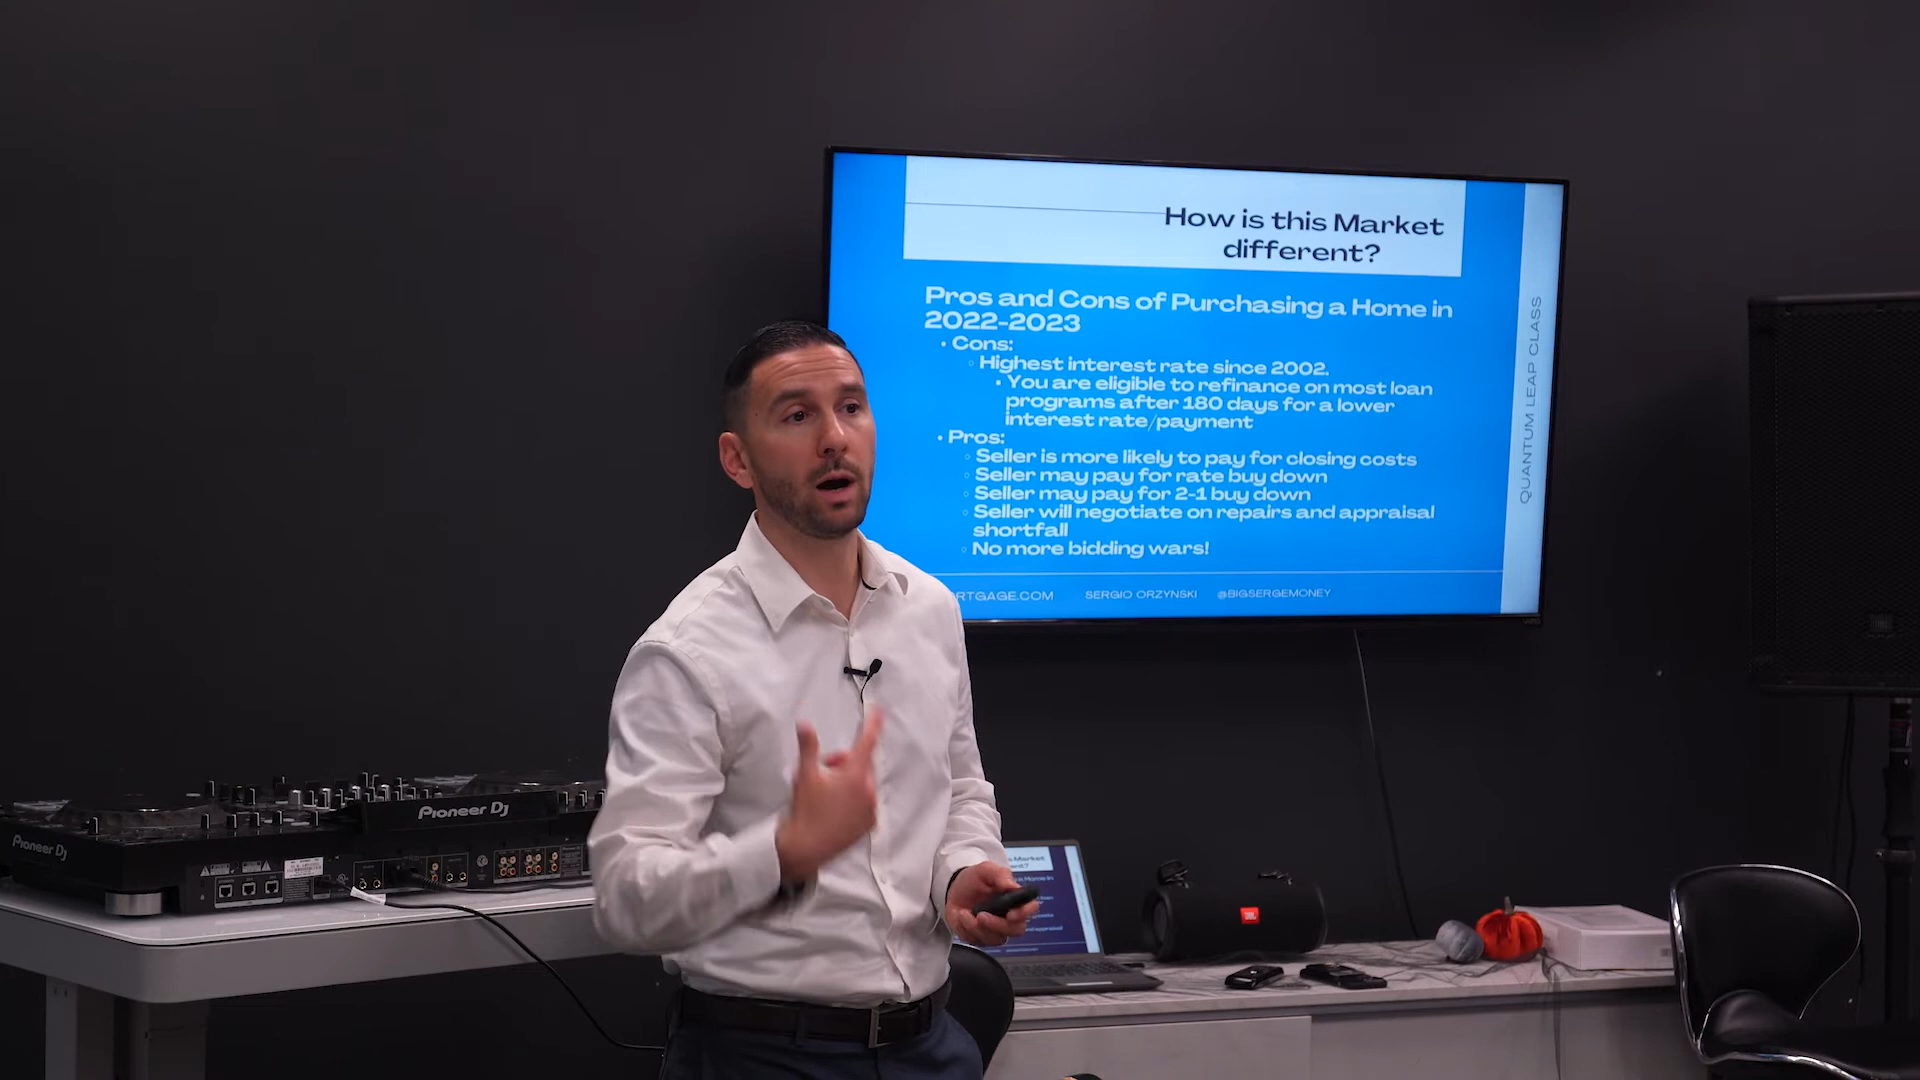 How is this Market
different?
Pros and Cons of Purchasing a Home in
2022-2023
• Cons:
◦ Highest interest rate since 2002.
• You are eligible to refinance on most loan
programs after 180 days for a lower
interest rate/payment
• Pros:
◦ Seller is more likely to pay for closing costs
◦ Seller may pay for rate buy down
◦ Seller may pay for 2-1 buy down
◦ Seller will negotiate on repairs and appraisal
shortfall
◦ No more bidding wars!
RTGAGE.COM SERGIO ORZYNSKI @BIGSERGEMONEY
QUANTUM LEAP CLASS
Pioneer DJ
Pioneer DJ
JBL